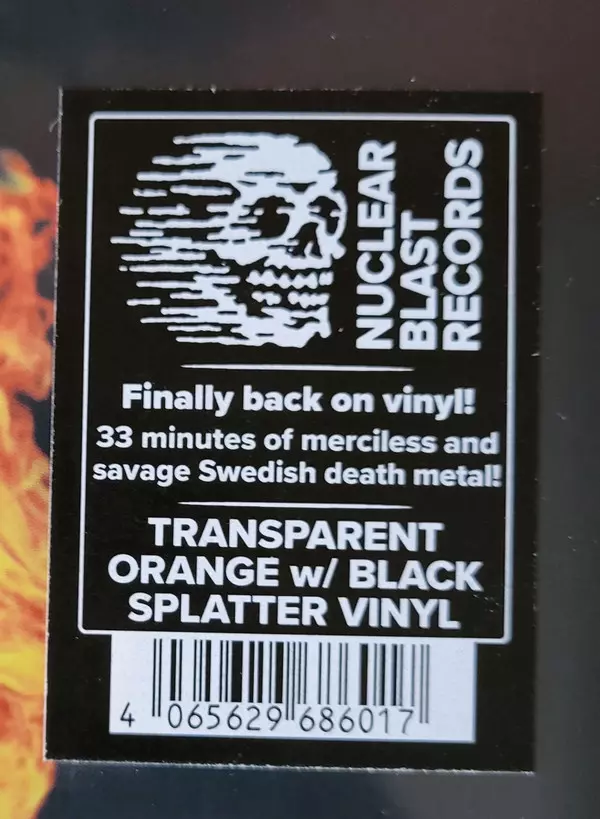 NUCLEAR
BLAST
RECORDS
Finally back on vinyl!
33 minutes of merciless and
savage Swedish death metal!
TRANSPARENT
ORANGE w/ BLACK
SPLATTER VINYL
4 065629 686017